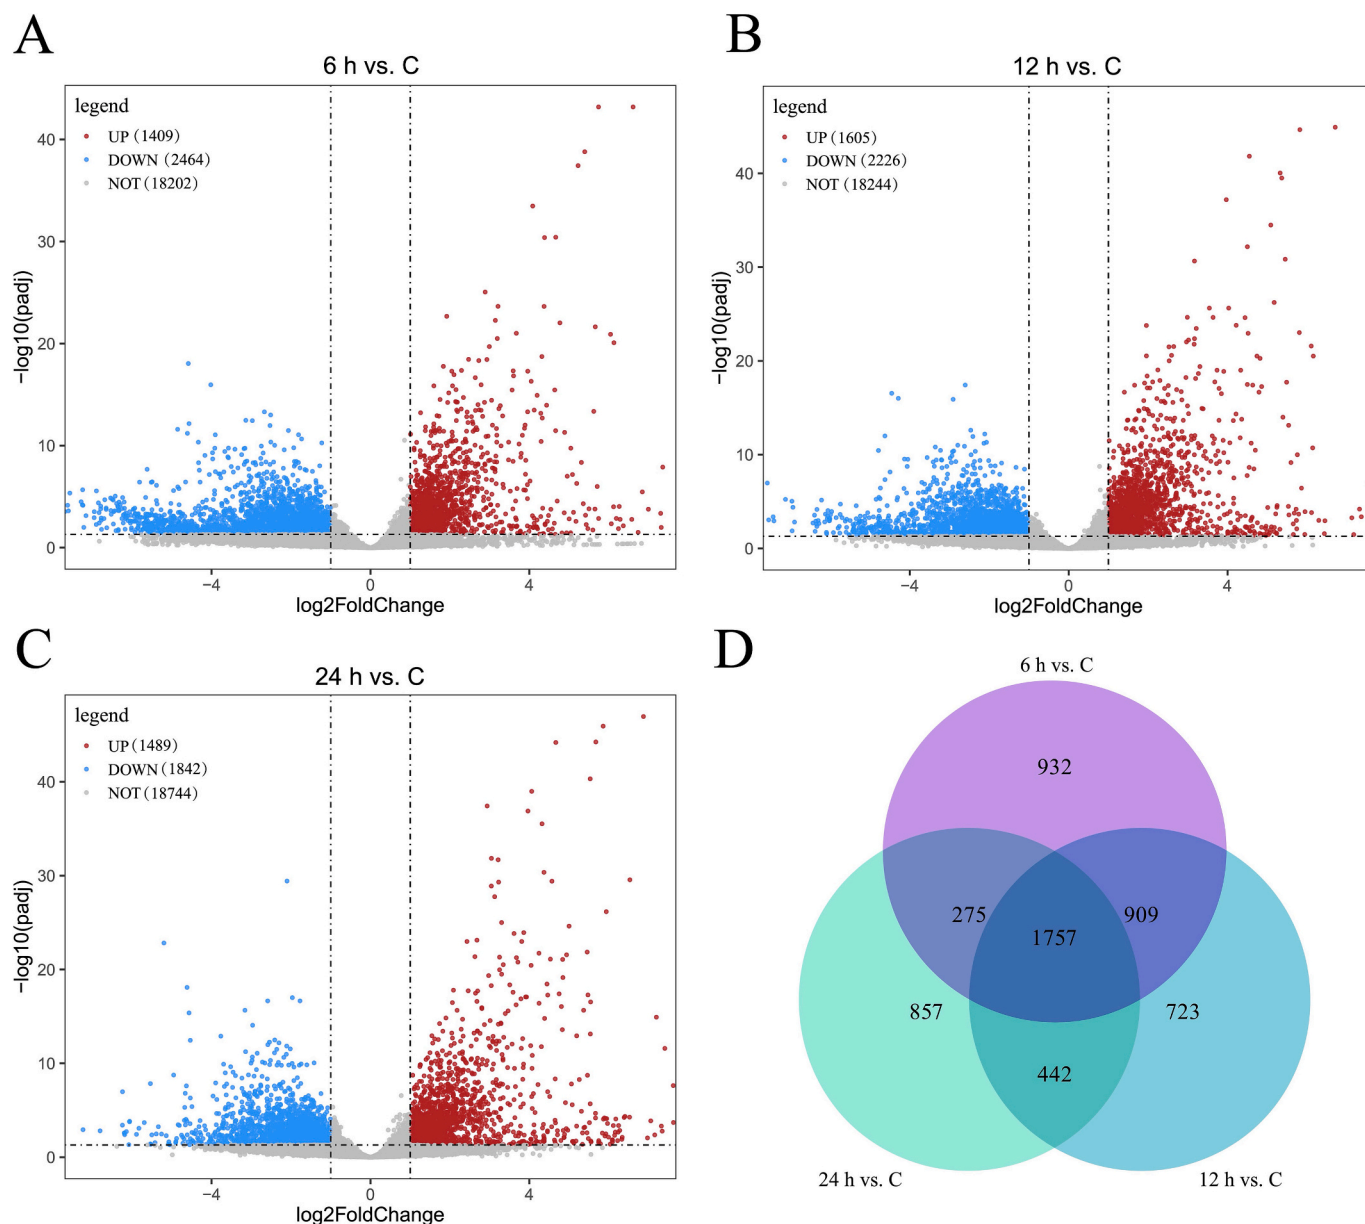 A
6 h vs. C
legend
UP (1409)
DOWN (2464)
NOT (18202)
40
30
20
10
0
−log10(padj)
−4
0
4
log2FoldChange
B
12 h vs. C
legend
UP (1605)
DOWN (2226)
NOT (18244)
40
30
20
10
0
−log10(padj)
−4
0
4
log2FoldChange
C
24 h vs. C
legend
UP (1489)
DOWN (1842)
NOT (18744)
40
30
20
10
0
−log10(padj)
−4
0
4
log2FoldChange
D
6 h vs. C
932
275
909
1757
857
723
442
24 h vs. C
12 h vs. C